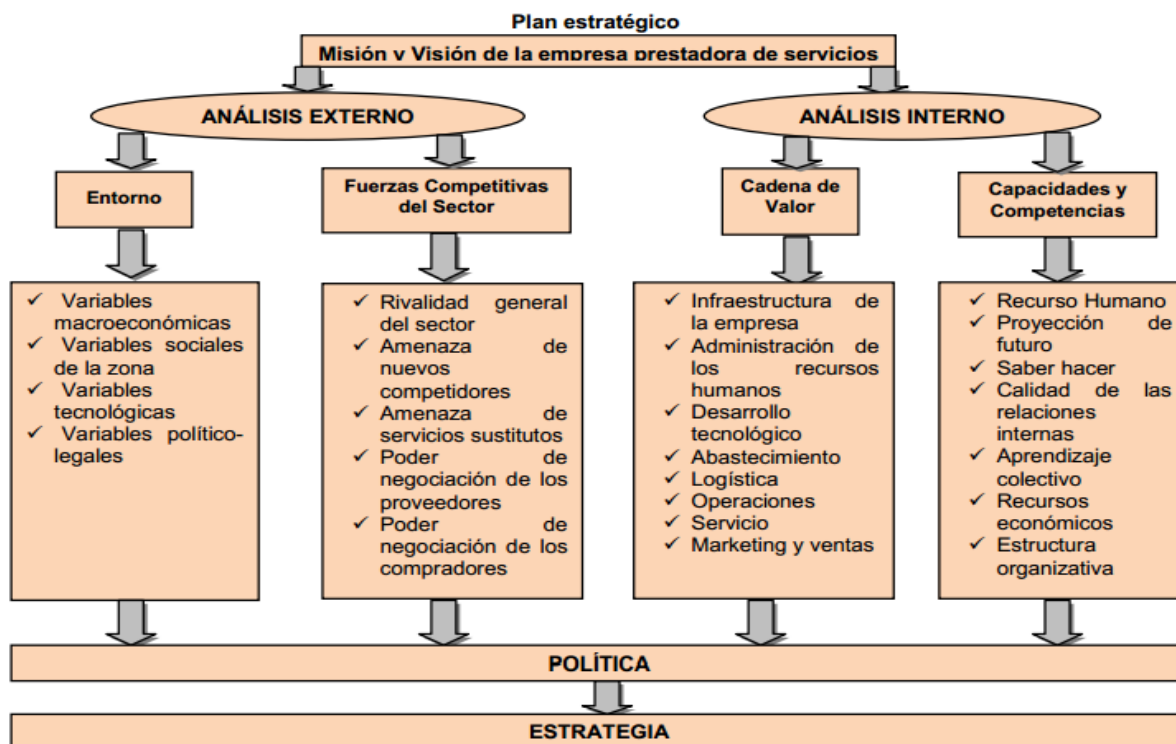 Plan estratégico
Misión y Visión de la empresa prestadora de servicios
ANÁLISIS EXTERNO
ANÁLISIS INTERNO
Entorno
Fuerzas Competitivas
del Sector
Cadena de
Valor
Capacidades y
Competencias
✓ Variables
macroeconómicas
✓ Variables sociales
de la zona
✓ Variables
tecnológicas
✓ Variables político-
legales
✓ Rivalidad general
del sector
✓ Amenaza de
nuevos
competidores
✓ Amenaza de
servicios sustitutos
✓ Poder de
negociación de los
proveedores
✓ Poder de
negociación de los
compradores
✓ Infraestructura de
la empresa
✓ Administración de
los recursos
humanos
✓ Desarrollo
tecnológico
✓ Abastecimiento
✓ Logística
✓ Operaciones
✓ Servicio
✓ Marketing y ventas
✓ Recurso Humano
✓ Proyección de
futuro
✓ Saber hacer
✓ Calidad de las
relaciones
internas
✓ Aprendizaje
colectivo
✓ Recursos
económicos
✓ Estructura
organizativa
POLÍTICA
ESTRATEGIA